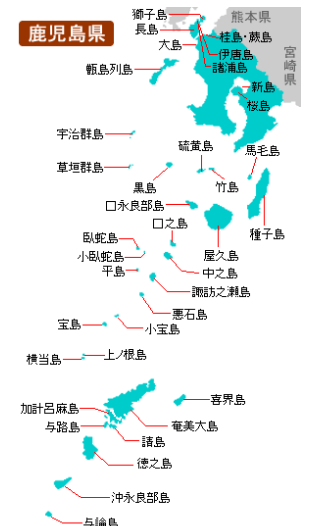 鹿児島県
熊本県
宮崎県
獅子島
長島
大島
桂島・蕨島
伊唐島
諸浦島
甑島列島
新島
桜島
宇治群島
硫黄島
馬毛島
草垣群島
黒島
竹島
口永良部島
種子島
口之島
屋久島
臥蛇島
小臥蛇島
中之島
平島
諏訪之瀬島
悪石島
宝島
小宝島
横当島
上ノ根島
喜界島
加計呂麻島
奄美大島
与路島
請島
徳之島
沖永良部島
与論島